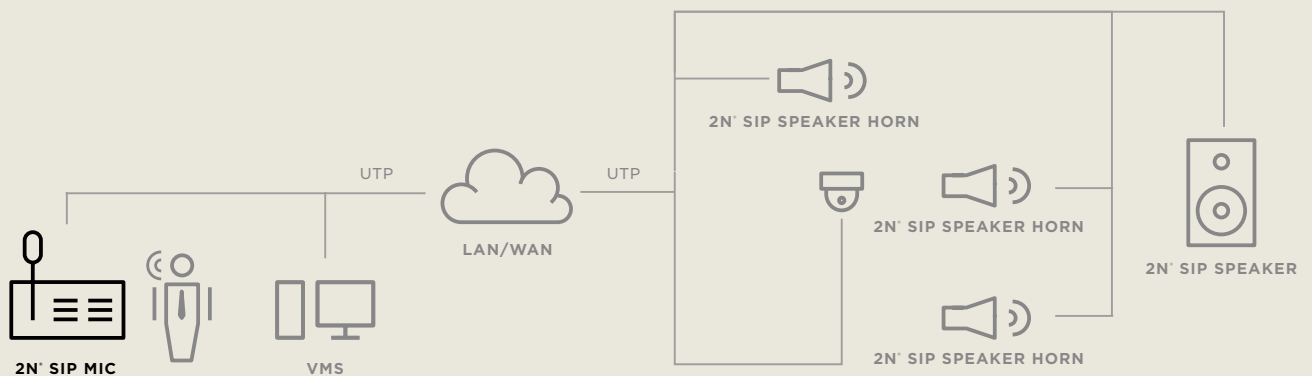 2N® SIP SPEAKER HORN
UTP
UTP
2N® SIP SPEAKER HORN
LAN/WAN
2N® SIP SPEAKER
2N® SIP MIC
VMS
2N® SIP SPEAKER HORN